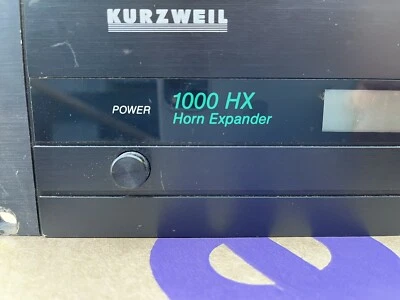 KURZWEIL
POWER
1000 HX
Horn Expander
e